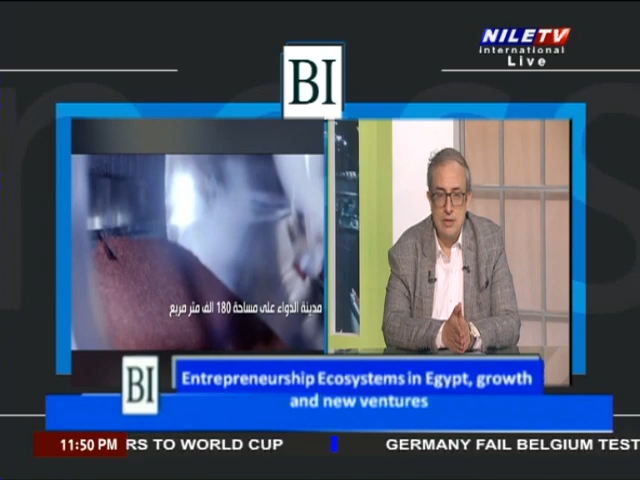 NILE TV
international
Live
BI
مدينة الدواء على مساحة 180 الف متر مربع
BI
Entrepreneurship Ecosystems in Egypt, growth
and new ventures
11:50 PM
RS TO WORLD CUP
GERMANY FAIL BELGIUM TEST